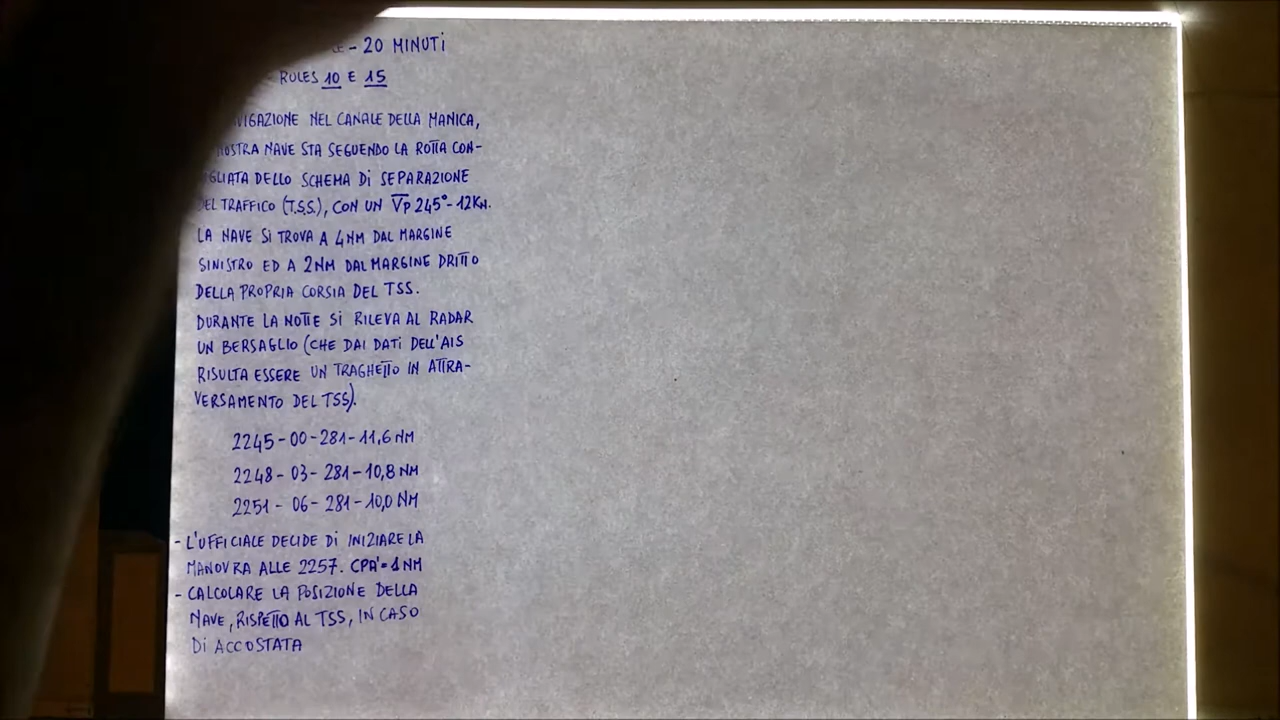 - 20 MINUTI
RULES 10 E 15
NEL CANALE DELLA MANICA,
NAVE STA SEGUENDO LA ROTTA CON-
DELLO SCHEMA DI SEPARAZIONE
DEL TRAFFICO (T.S.S.), CON UN V̅p 245°-12KN.
LA NAVE SI TROVA A 4NM DAL MARGINE
SINISTRO ED A 2NM DAL MARGINE DRITTO
DELLA PROPRIA CORSIA DEL TSS.
DURANTE LA NOTTE SI RILEVA AL RADAR
UN BERSAGLIO (CHE DAI DATI DELL'AIS
RISULTA ESSERE UN TRAGHETTO IN ATTRA-
VERSAMENTO DEL TSS).
2245-00-281-11,6 NM
2248-03-281-10,8 NM
2251-06-281-10,0 NM
- L'UFFICIALE DECIDE DI INIZIARE LA
MANOVRA ALLE 2257. CPA'=1 NM
- CALCOLARE LA POSIZIONE DELLA
NAVE, RISPETTO AL TSS, IN CASO
DI ACCOSTATA